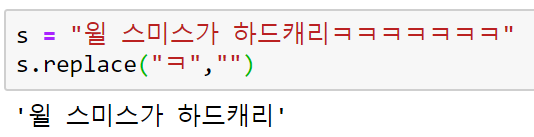 s = "윌 스미스가 하드캐리ㅋㅋㅋㅋㅋㅋㅋ"
s.replace("ㅋ","")
'윌 스미스가 하드캐리'